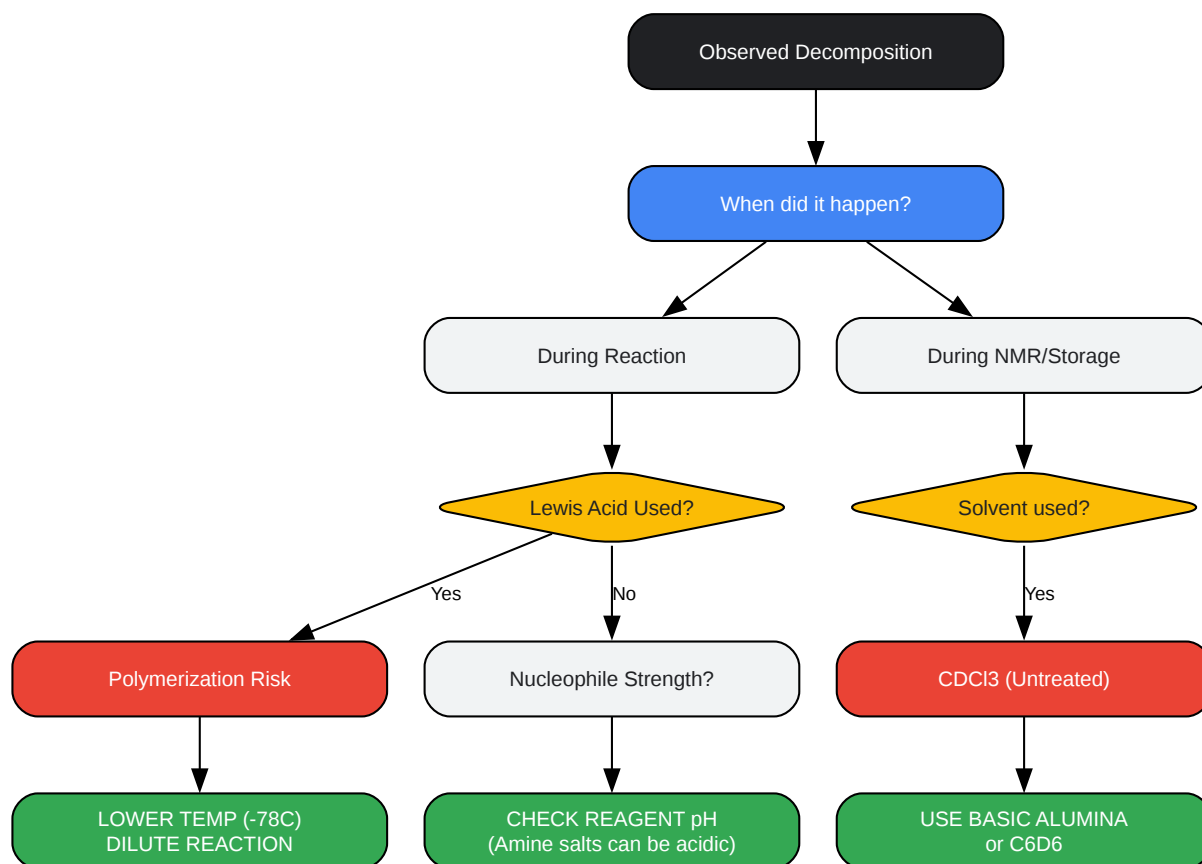 Observed Decomposition
When did it happen?
During Reaction
During NMR/Storage
Lewis Acid Used?
Solvent used?
Yes
No
Yes
Polymerization Risk
Nucleophile Strength?
CDCl3 (Untreated)
LOWER TEMP (-78C)
DILUTE REACTION
CHECK REAGENT pH
(Amine salts can be acidic)
USE BASIC ALUMINA
or C6D6